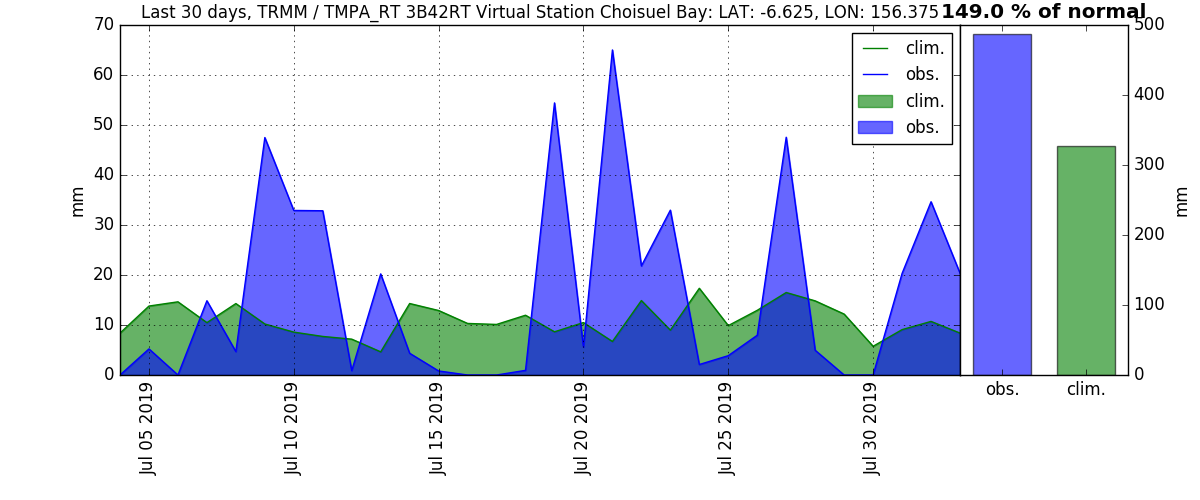 Last 30 days, TRMM / TMPA_RT 3B42RT Virtual Station Choisuel Bay: LAT: -6.625, LON: 156.375 149.0 % of normal
70
60
50
40
30
20
10
0
mm
clim.
obs.
clim.
obs.
Jul 05 2019
Jul 10 2019
Jul 15 2019
Jul 20 2019
Jul 25 2019
Jul 30 2019
500
400
300
200
100
0
mm
obs.
clim.